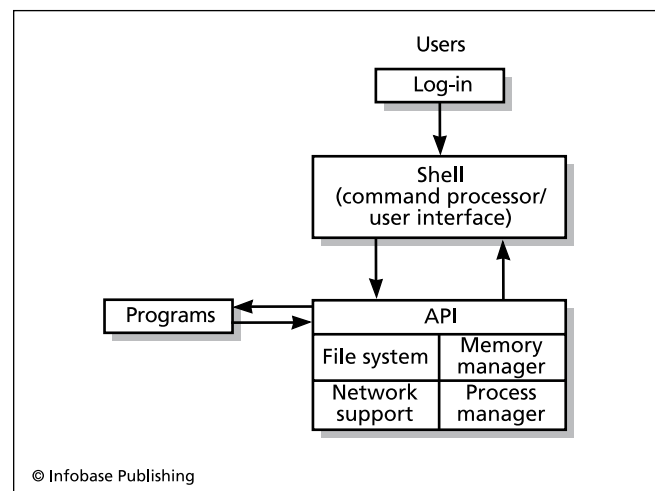 Users
Log-in
Shell
(command processor/
user interface)
Programs
API
File system
Memory
manager
Network
support
Process
manager
© Infobase Publishing